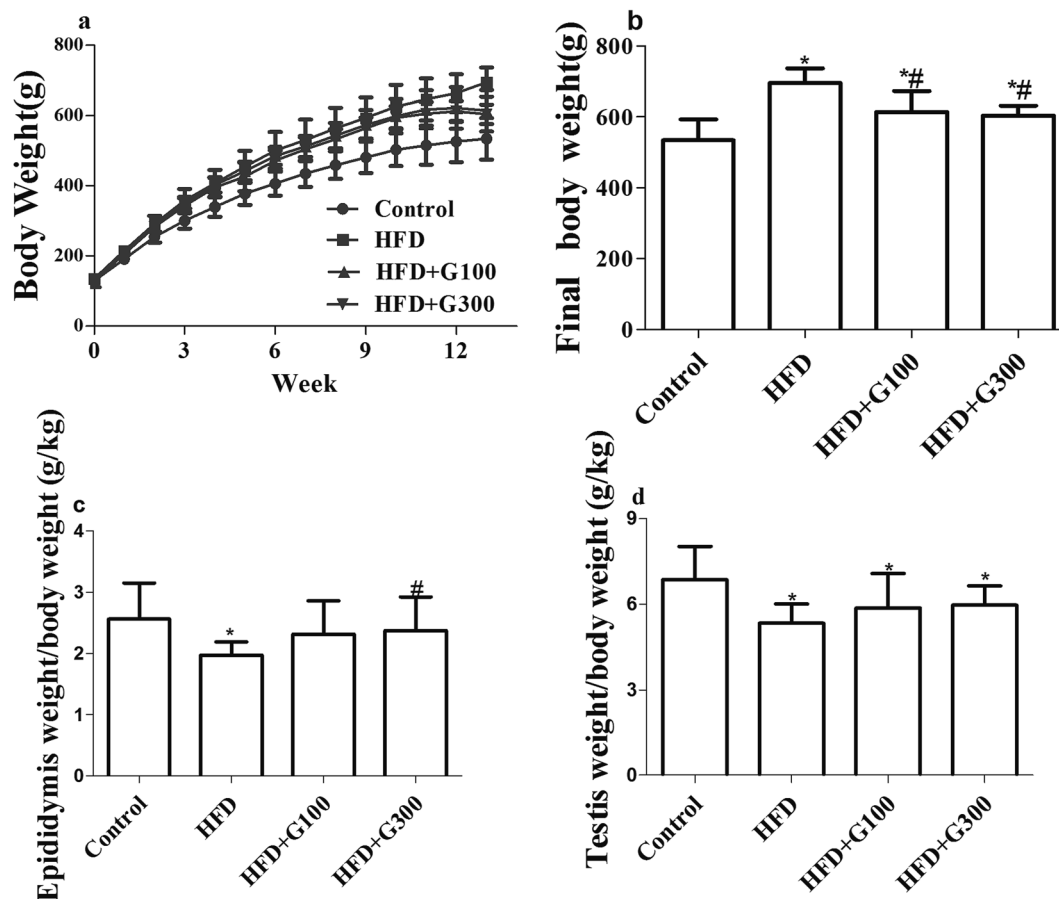 a
Body Weight(g)
800
600
400
200
0
0 3 6 9 12
Week
Control
HFD
HFD+G100
HFD+G300
b
Final body weight(g)
800
600
400
200
0
*
*#
*#
Control
HFD
HFD+G100
HFD+G300
c
Epididymis weight/body weight (g/kg)
4
3
2
1
0
*
#
Control
HFD
HFD+G100
HFD+G300
d
Testis weight/body weight (g/kg)
9
6
3
0
*
*
*
Control
HFD
HFD+G100
HFD+G300